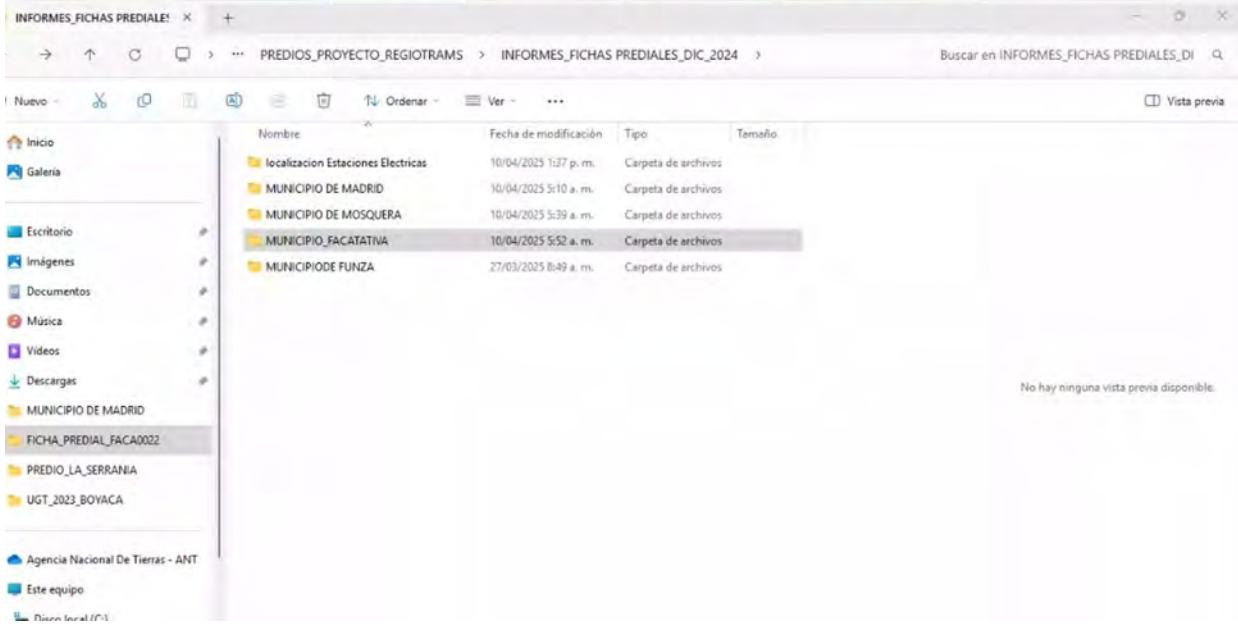 INFORMES_FICHAS PREDIALES
PREDIOS_PROYECTO_REGIOTRAMS > INFORMES_FICHAS PREDIALES_DIC_2024 >
Buscar en INFORMES_FICHAS PREDIALES_DI
Nuevo
Ordenar
Ver
Vista previa
Nombre Fecha de modificación Tipo Tamaño
Inicio
Galería
Escritorio
Imágenes
Documentos
Música
Vídeos
Descargas
MUNICIPIO DE MADRID
FICHA_PREDIAL_FACA0022
PREDIO_LA_SERRANIA
UGT_2023_BOYACA
Agencia Nacional De Tierras - ANT
Este equipo
Disco local (C:)
localizacion Estaciones Electricas 10/04/2025 1:37 p. m. Carpeta de archivos
MUNICIPIO DE MADRID 10/04/2025 5:10 a. m. Carpeta de archivos
MUNICIPIO DE MOSQUERA 10/04/2025 5:39 a. m. Carpeta de archivos
MUNICIPIO_FACATATIVA 10/04/2025 5:52 a. m. Carpeta de archivos
MUNICIPIODE FUNZA 27/03/2025 8:49 a. m. Carpeta de archivos
No hay ninguna vista previa disponible.